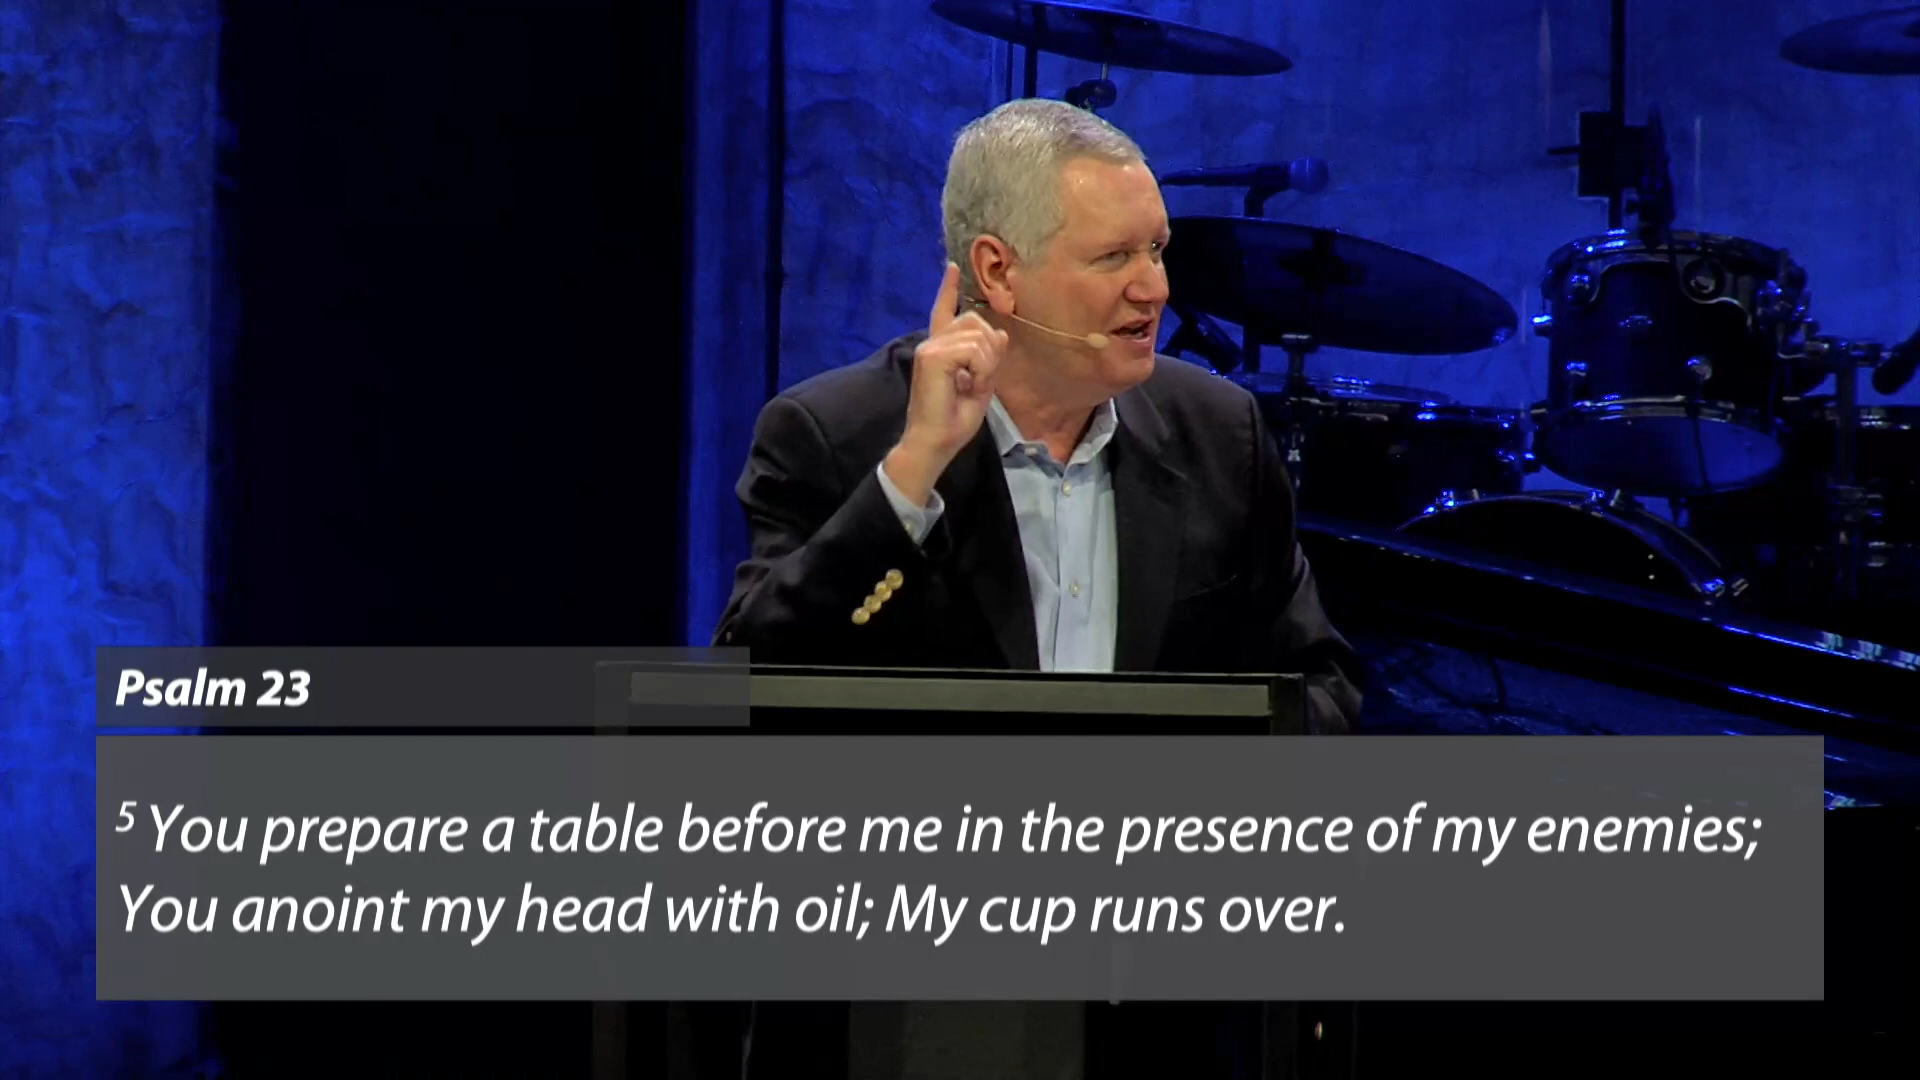 Psalm 23
5 You prepare a table before me in the presence of my enemies;
You anoint my head with oil; My cup runs over.